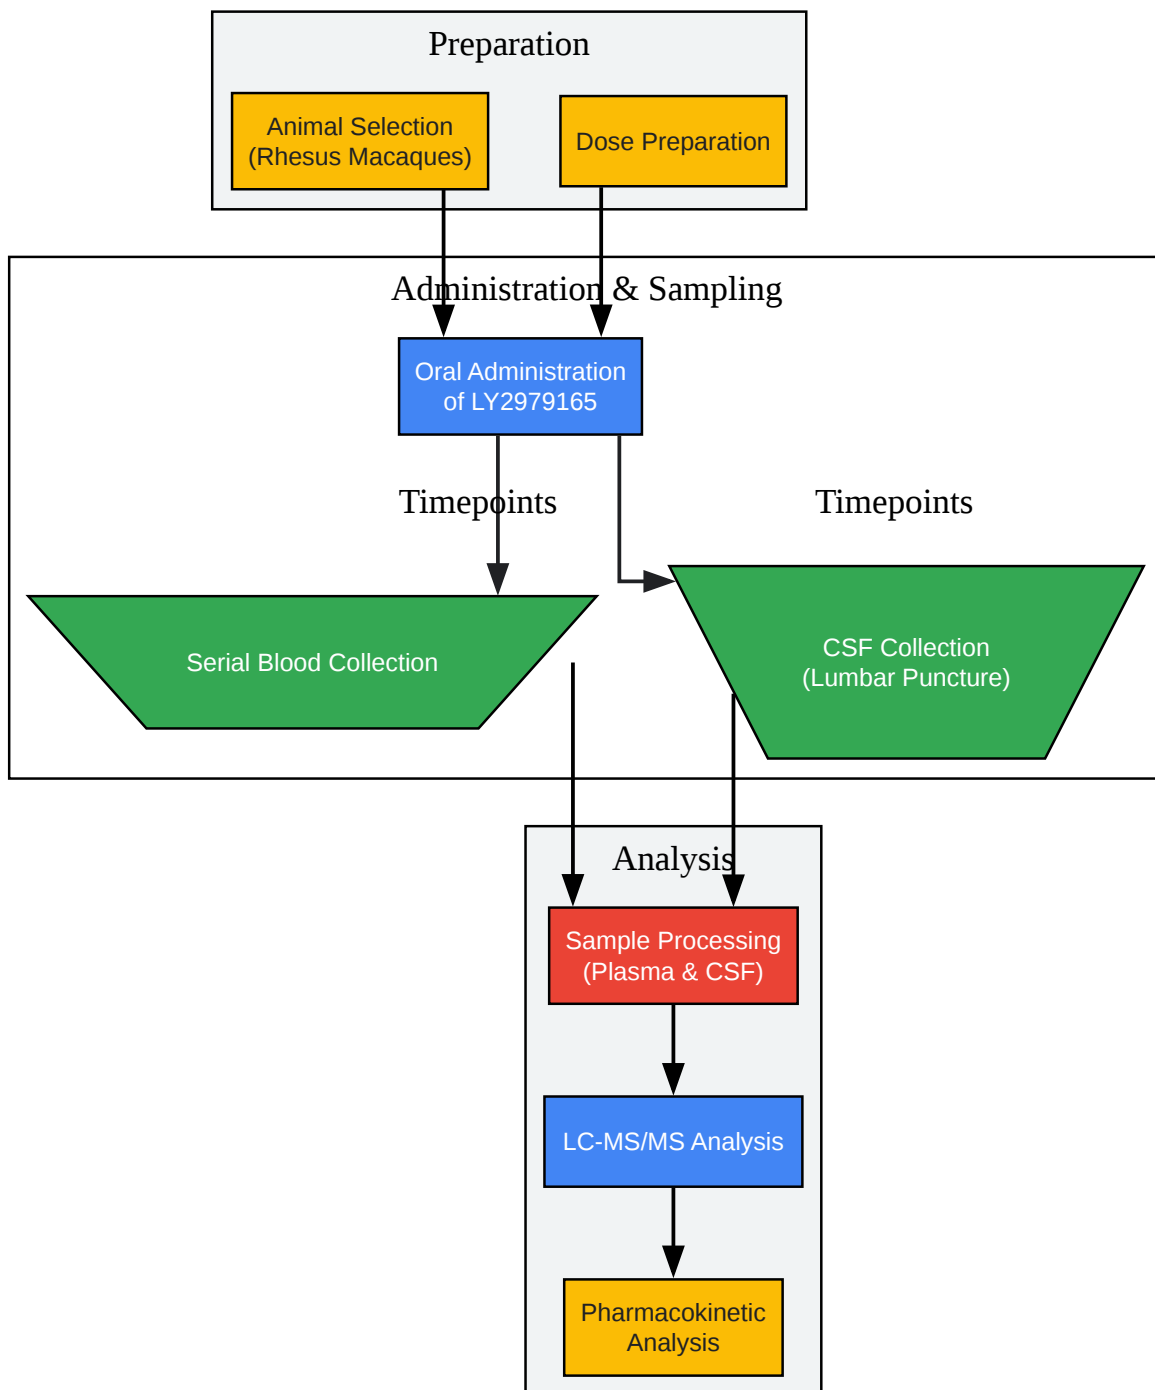 Preparation
Animal Selection
(Rhesus Macaques)
Dose Preparation
Administration & Sampling
Oral Administration
of LY2979165
Timepoints
Timepoints
Serial Blood Collection
CSF Collection
(Lumbar Puncture)
Analysis
Sample Processing
(Plasma & CSF)
LC-MS/MS Analysis
Pharmacokinetic
Analysis